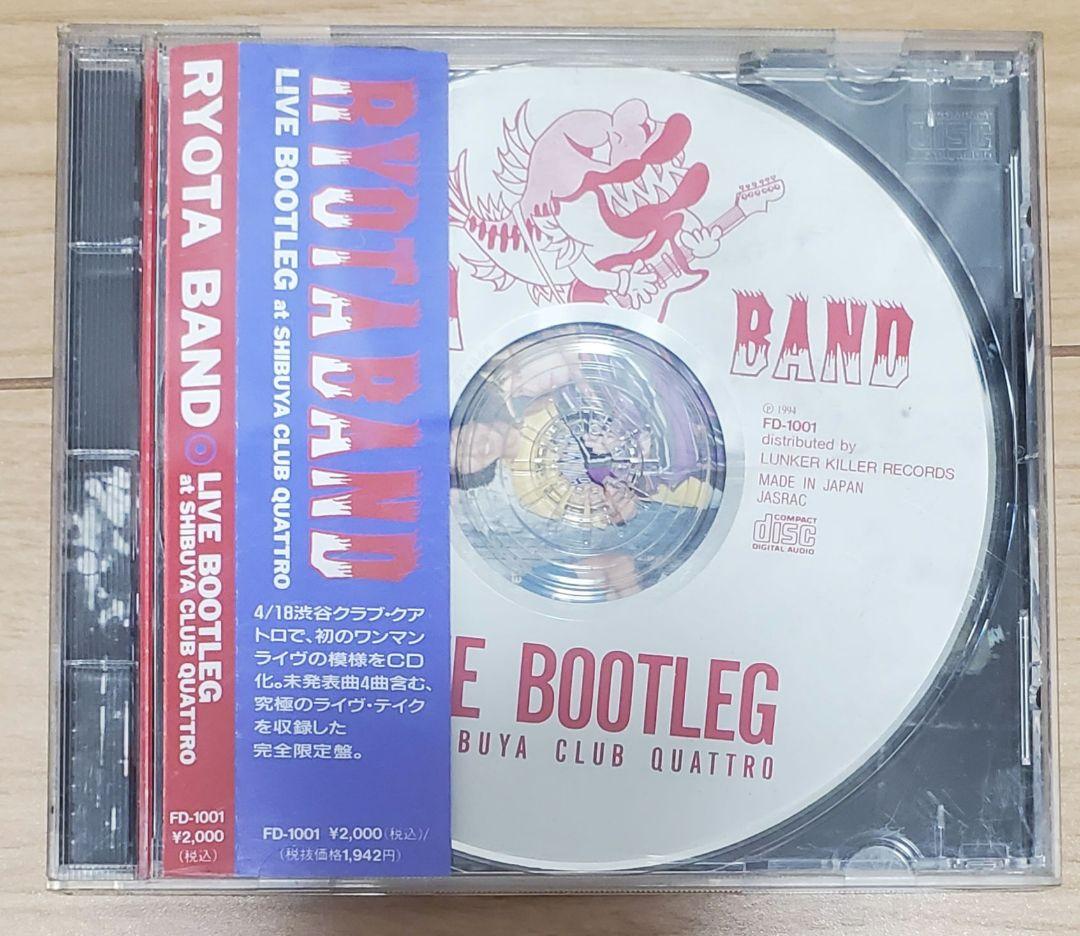 RYOTA BAND
LIVE BOOTLEG
at SHIBUYA CLUB QUATTRO
FD-1001
¥2,000
(税込)
RYOTABAND
LIVE BOOTLEG at SHIBUYA CLUB QUATTRO
4/18渋谷クラブ・クア
トロで、初のワンマン
ライヴの模様をCD
化。未発表曲4曲含む、
究極のライヴ・テイク
を収録した
完全限定盤。
FD-1001 ¥2,000(税込)/
(税抜価格1,942円)
BAND
Ⓟ 1994
FD-1001
distributed by
LUNKER KILLER RECORDS
MADE IN JAPAN
JASRAC
COMPACT
disc
DIGITAL AUDIO
BOOTLEG
CLUB QUATTRO
disc